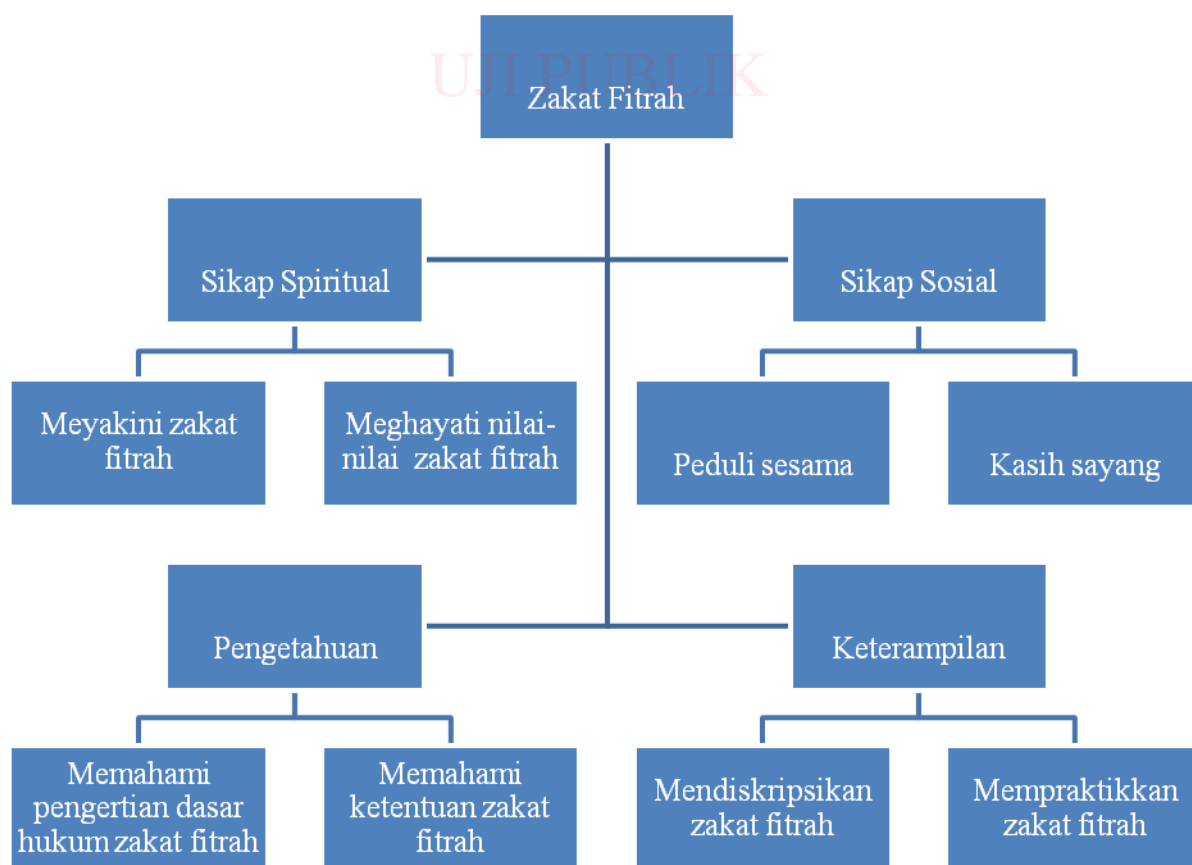 UJI PUBLIK
Zakat Fitrah
Sikap Spiritual
Sikap Sosial
Meyakini zakat
fitrah
Meghayati nilai-
nilai zakat fitrah
Peduli sesama
Kasih sayang
Pengetahuan
Keterampilan
Memahami
pengertian dasar
hukum zakat fitrah
Memahami
ketentuan zakat
fitrah
Mendiskripsikan
zakat fitrah
Mempraktikkan
zakat fitrah